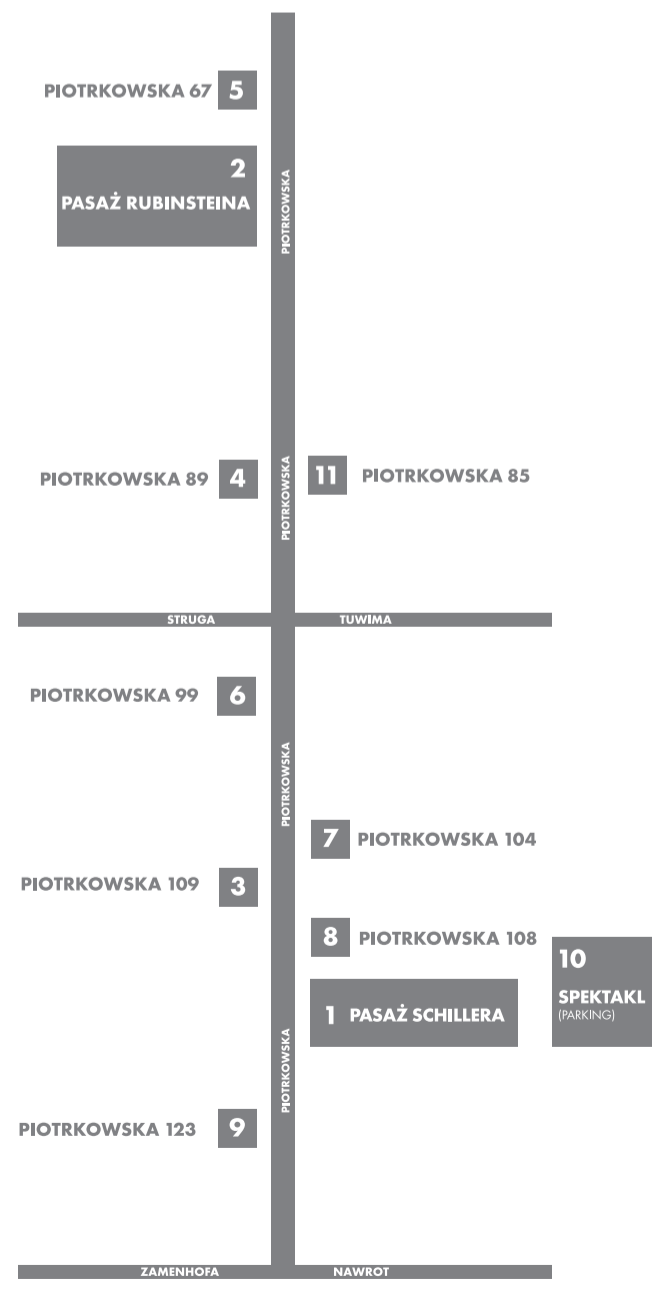 PIOTRKOWSKA 67 5
2
PASAŻ RUBINSTEINA
PIOTRKOWSKA
PIOTRKOWSKA 89 4
PIOTRKOWSKA
11 PIOTRKOWSKA 85
STRUGA
TUWIMA
PIOTRKOWSKA 99 6
PIOTRKOWSKA
7 PIOTRKOWSKA 104
PIOTRKOWSKA 109 3
8 PIOTRKOWSKA 108
10
SPEKTAKL
(PARKING)
1 PASAŻ SCHILLERA
PIOTRKOWSKA
PIOTRKOWSKA 123 9
ZAMENHOFA
NAWROT